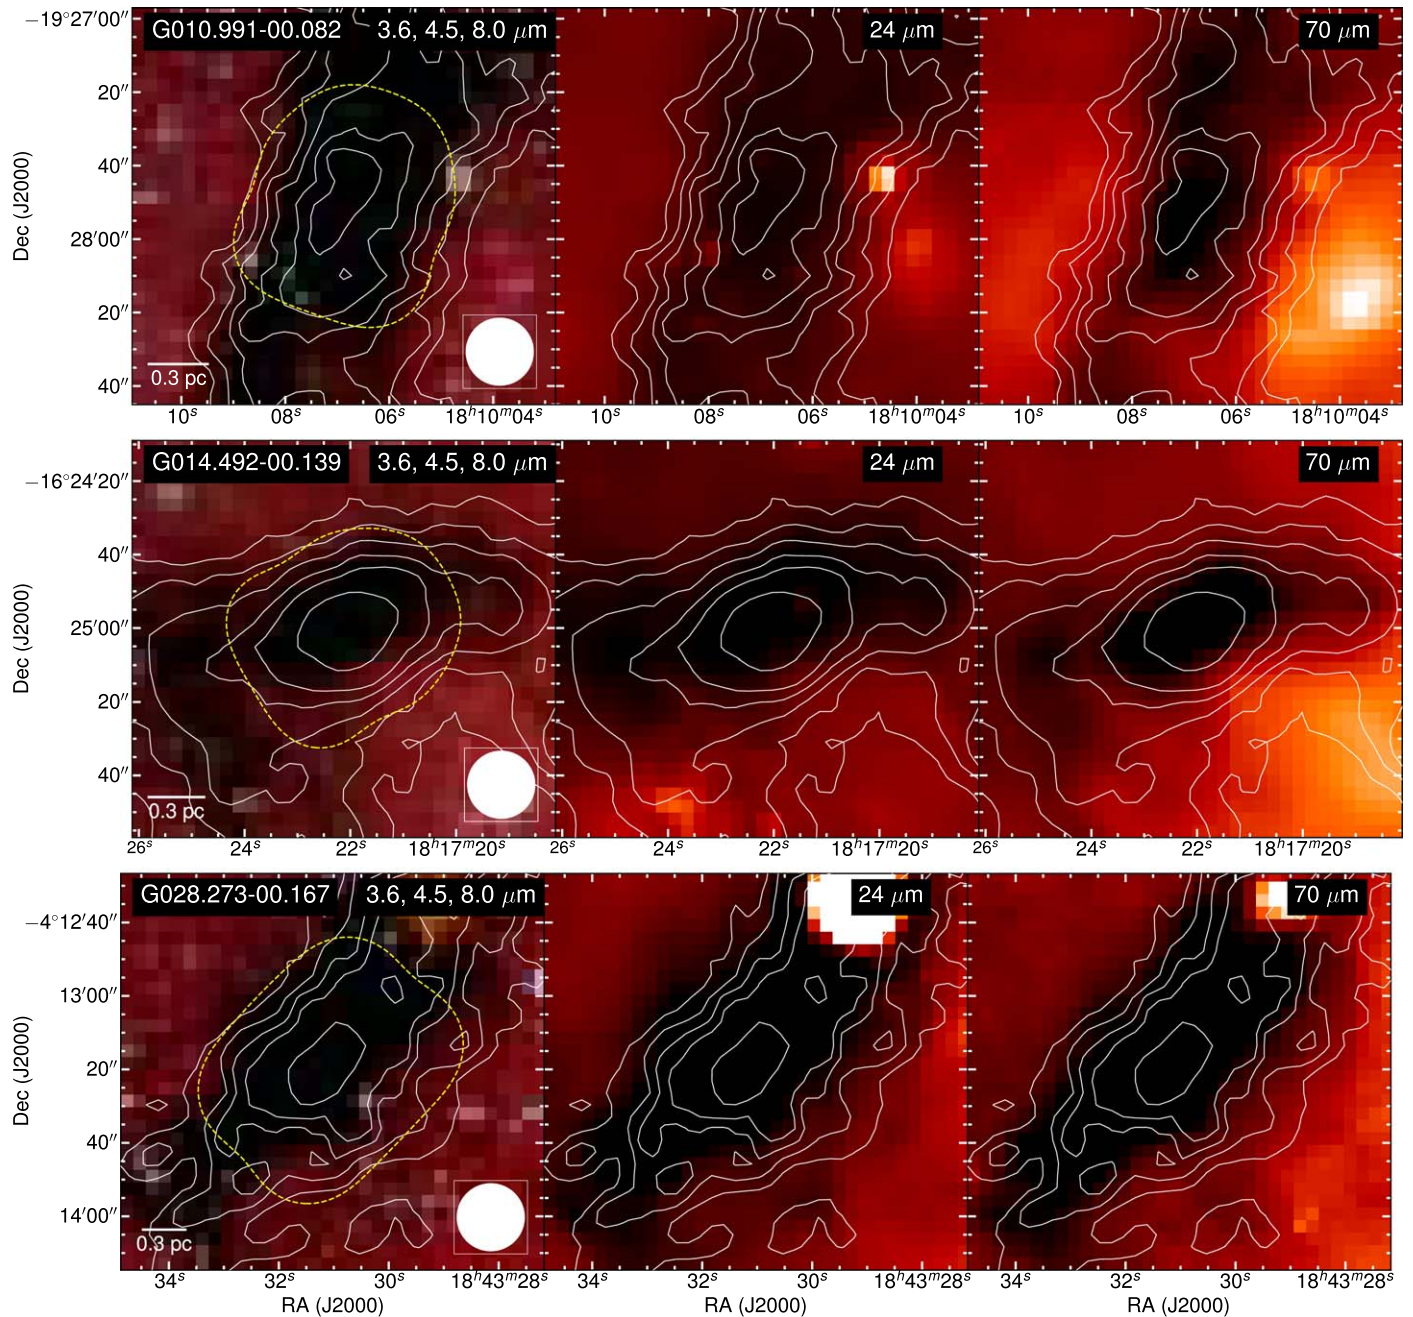 G010.991-00.082 3.6, 4.5, 8.0 μm 24 μm 70 μm
−19°27′00″
20″
40″
28′00″
20″
40″
Dec (J2000)
0.3 pc
10ˢ 08ˢ 06ˢ 18ʰ10ᵐ04ˢ 10ˢ 08ˢ 06ˢ 18ʰ10ᵐ04ˢ 10ˢ 08ˢ 06ˢ 18ʰ10ᵐ04ˢ
G014.492-00.139 3.6, 4.5, 8.0 μm 24 μm 70 μm
−16°24′20″
40″
25′00″
20″
40″
Dec (J2000)
0.3 pc
26ˢ 24ˢ 22ˢ 18ʰ17ᵐ20ˢ 26ˢ 24ˢ 22ˢ 18ʰ17ᵐ20ˢ 26ˢ 24ˢ 22ˢ 18ʰ17ᵐ20ˢ
G028.273-00.167 3.6, 4.5, 8.0 μm 24 μm 70 μm
−4°12′40″
13′00″
20″
40″
14′00″
Dec (J2000)
0.3 pc
34ˢ 32ˢ 30ˢ 18ʰ43ᵐ28ˢ 34ˢ 32ˢ 30ˢ 18ʰ43ᵐ28ˢ 34ˢ 32ˢ 30ˢ 18ʰ43ᵐ28ˢ
RA (J2000) RA (J2000) RA (J2000)